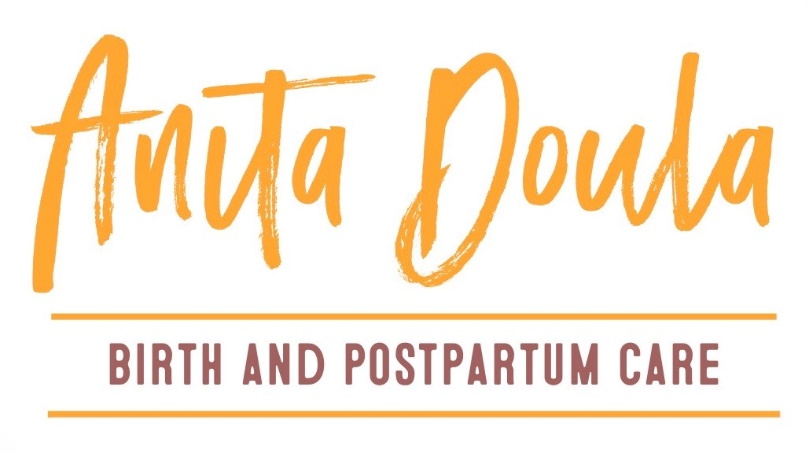 Anita Doula
BIRTH AND POSTPARTUM CARE